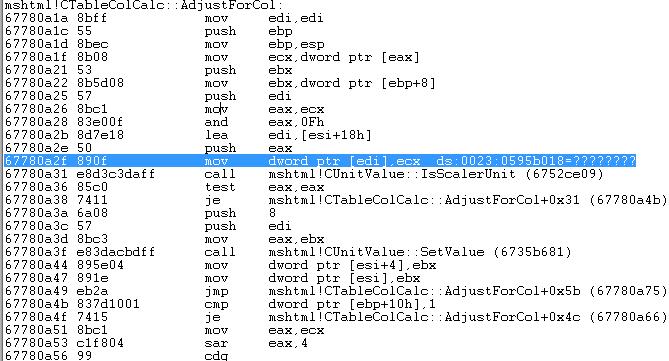 mshtml!CTableColCalc::AdjustForCol:
67780a1a 8bff mov edi,edi
67780a1c 55 push ebp
67780a1d 8bec mov ebp,esp
67780a1f 8b08 mov ecx,dword ptr [eax]
67780a21 53 push ebx
67780a22 8b5d08 mov ebx,dword ptr [ebp+8]
67780a25 57 push edi
67780a26 8bc1 mov eax,ecx
67780a28 83e00f and eax,0Fh
67780a2b 8d7e18 lea edi,[esi+18h]
67780a2e 50 push eax
67780a2f 890f mov dword ptr [edi],ecx ds:0023:0595b018=????????
67780a31 e8d3c3daff call mshtml!CUnitValue::IsScalerUnit (6752ce09)
67780a36 85c0 test eax,eax
67780a38 7411 je mshtml!CTableColCalc::AdjustForCol+0x31 (67780a4b)
67780a3a 6a08 push 8
67780a3c 57 push edi
67780a3d 8bc3 mov eax,ebx
67780a3f e83dacbdff call mshtml!CUnitValue::SetValue (6735b681)
67780a44 895e04 mov dword ptr [esi+4],ebx
67780a47 891e mov dword ptr [esi],ebx
67780a49 eb2a jmp mshtml!CTableColCalc::AdjustForCol+0x5b (67780a75)
67780a4b 837d1001 cmp dword ptr [ebp+10h],1
67780a4f 7415 je mshtml!CTableColCalc::AdjustForCol+0x4c (67780a66)
67780a51 8bc1 mov eax,ecx
67780a53 c1f804 sar eax,4
67780a56 99 cdq